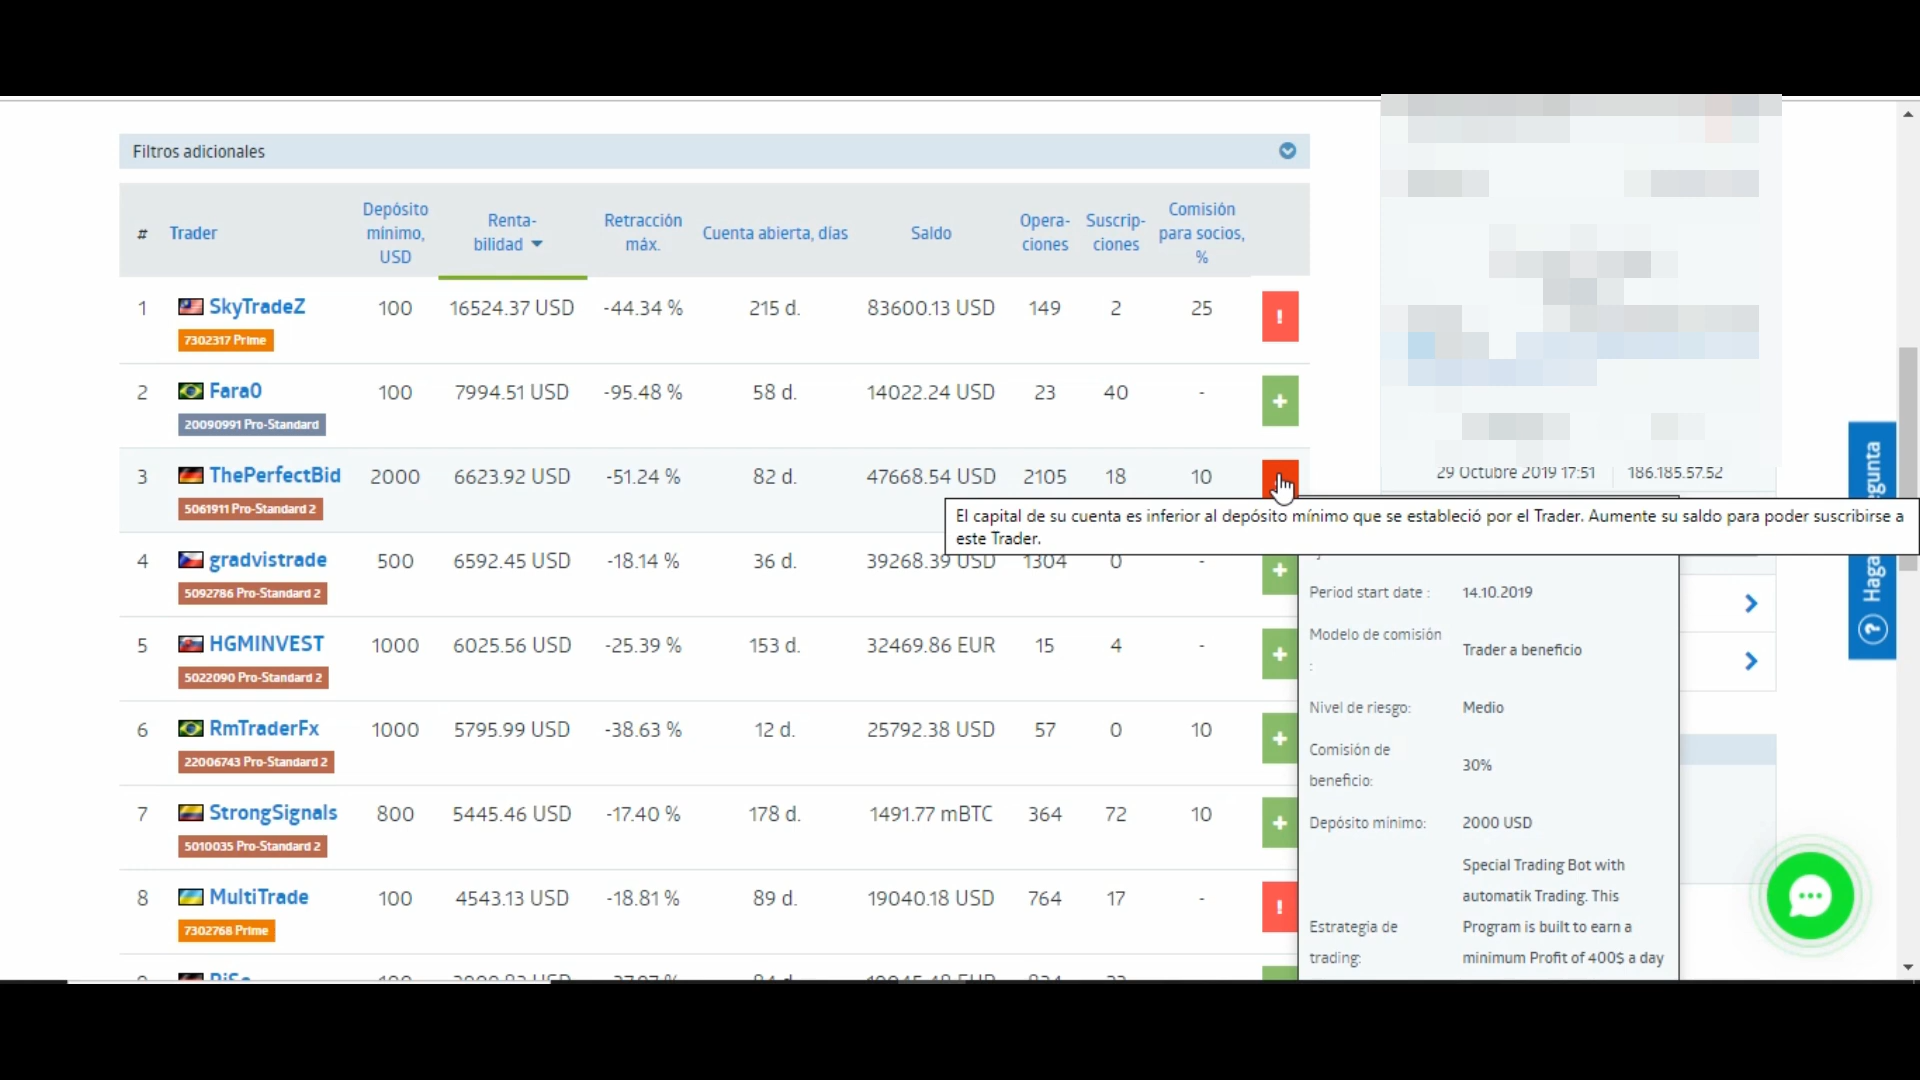 Filtros adicionales
# Trader Depósito mínimo, USD Renta-bilidad Retracción máx. Cuenta abierta, días Saldo Opera-ciones Suscrip-ciones Comisión para socios, %
1 SkyTradeZ 100 16524.37 USD -44.34 % 215 d. 83600.13 USD 149 2 25 !
7302317 Prime
2 Fara0 100 7994.51 USD -95.48 % 58 d. 14022.24 USD 23 40 - +
20090991 Pro-Standard
3 ThePerfectBid 2000 6623.92 USD -51.24 % 82 d. 47668.54 USD 2105 18 10
5061911 Pro-Standard 2
29 Octubre 2019 17:51 186.185.57.52
El capital de su cuenta es inferior al depósito mínimo que se estableció por el Trader. Aumente su saldo para poder suscribirse a
este Trader.
4 gradvistrade 500 6592.45 USD -18.14 % 36 d. 39268.39 USD 1304 0 - +
5092786 Pro-Standard 2
5 HGMINVEST 1000 6025.56 USD -25.39 % 153 d. 32469.86 EUR 15 4 - +
5022090 Pro-Standard 2
6 RmTraderFx 1000 5795.99 USD -38.63 % 12 d. 25792.38 USD 57 0 10 +
22006743 Pro-Standard 2
7 StrongSignals 800 5445.46 USD -17.40 % 178 d. 1491.77 mBTC 364 72 10 +
5010035 Pro-Standard 2
8 MultiTrade 100 4543.13 USD -18.81 % 89 d. 19040.18 USD 764 17 - !
7302768 Prime
Period start date : 14.10.2019
Modelo de comisión
: Trader a beneficio
Nivel de riesgo: Medio
Comisión de
beneficio: 30%
Depósito mínimo: 2000 USD
Estrategia de
trading:
Special Trading Bot with
automatik Trading. This
Program is built to earn a
minimum Profit of 400$ a day
? Haga
gunta